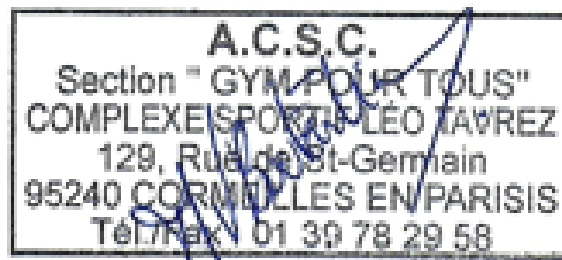 A.C.S.C.
Section " GYM POUR TOUS"
COMPLEXE SPORTIF LÉO TAVREZ
129, Rue de St-Germain
95240 CORMEILLES EN PARISIS
Tél./Fax 01 39 78 29 58